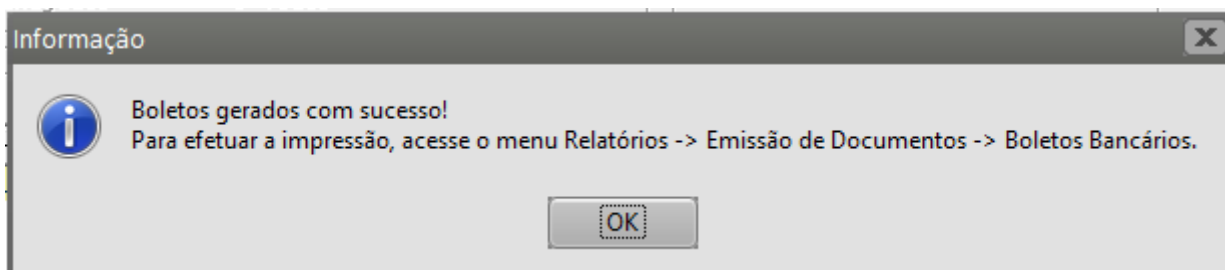 Informação
Boletos gerados com sucesso!
Para efetuar a impressão, acesse o menu Relatórios -> Emissão de Documentos -> Boletos Bancários.
OK